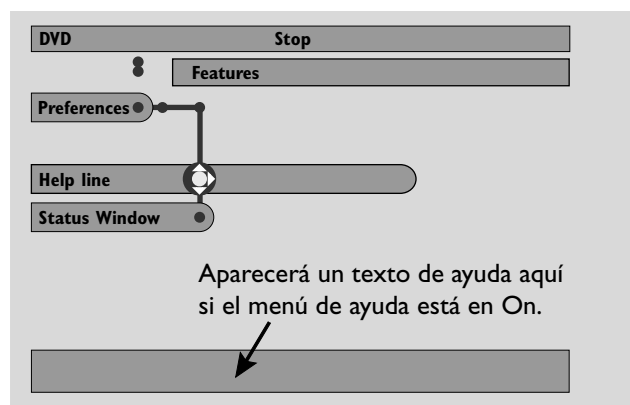 DVD Stop
Features
Preferences
Help line
Status Window
Aparecerá un texto de ayuda aquí
si el menú de ayuda está en On.